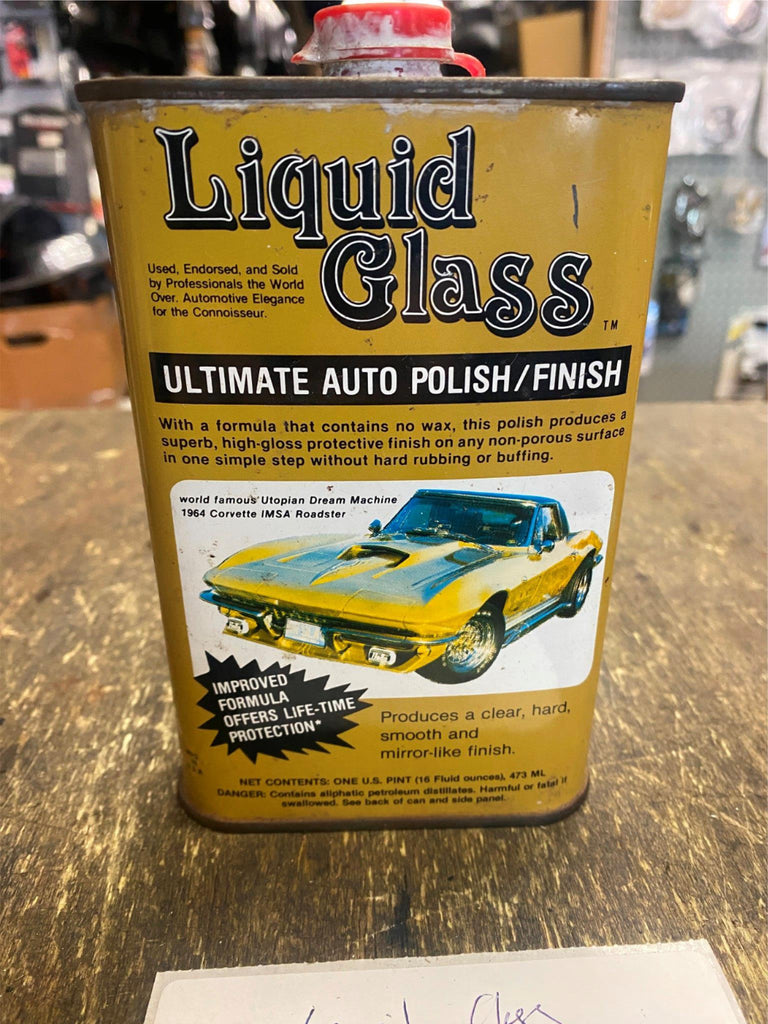 Liquid
Glass
TM
Used, Endorsed, and Sold
by Professionals the World
Over. Automotive Elegance
for the Connoisseur.
ULTIMATE AUTO POLISH/FINISH
With a formula that contains no wax, this polish produces a
superb, high-gloss protective finish on any non-porous surface
in one simple step without hard rubbing or buffing.
world famous Utopian Dream Machine
1964 Corvette IMSA Roadster
IMPROVED
FORMULA
OFFERS LIFE-TIME
PROTECTION*
Produces a clear, hard,
smooth and
mirror-like finish.
NET CONTENTS: ONE U.S. PINT (16 Fluid ounces), 473 ML
DANGER: Contains aliphatic petroleum distillates. Harmful or fatal if
swallowed. See back of can and side panel.
Liquid Glass